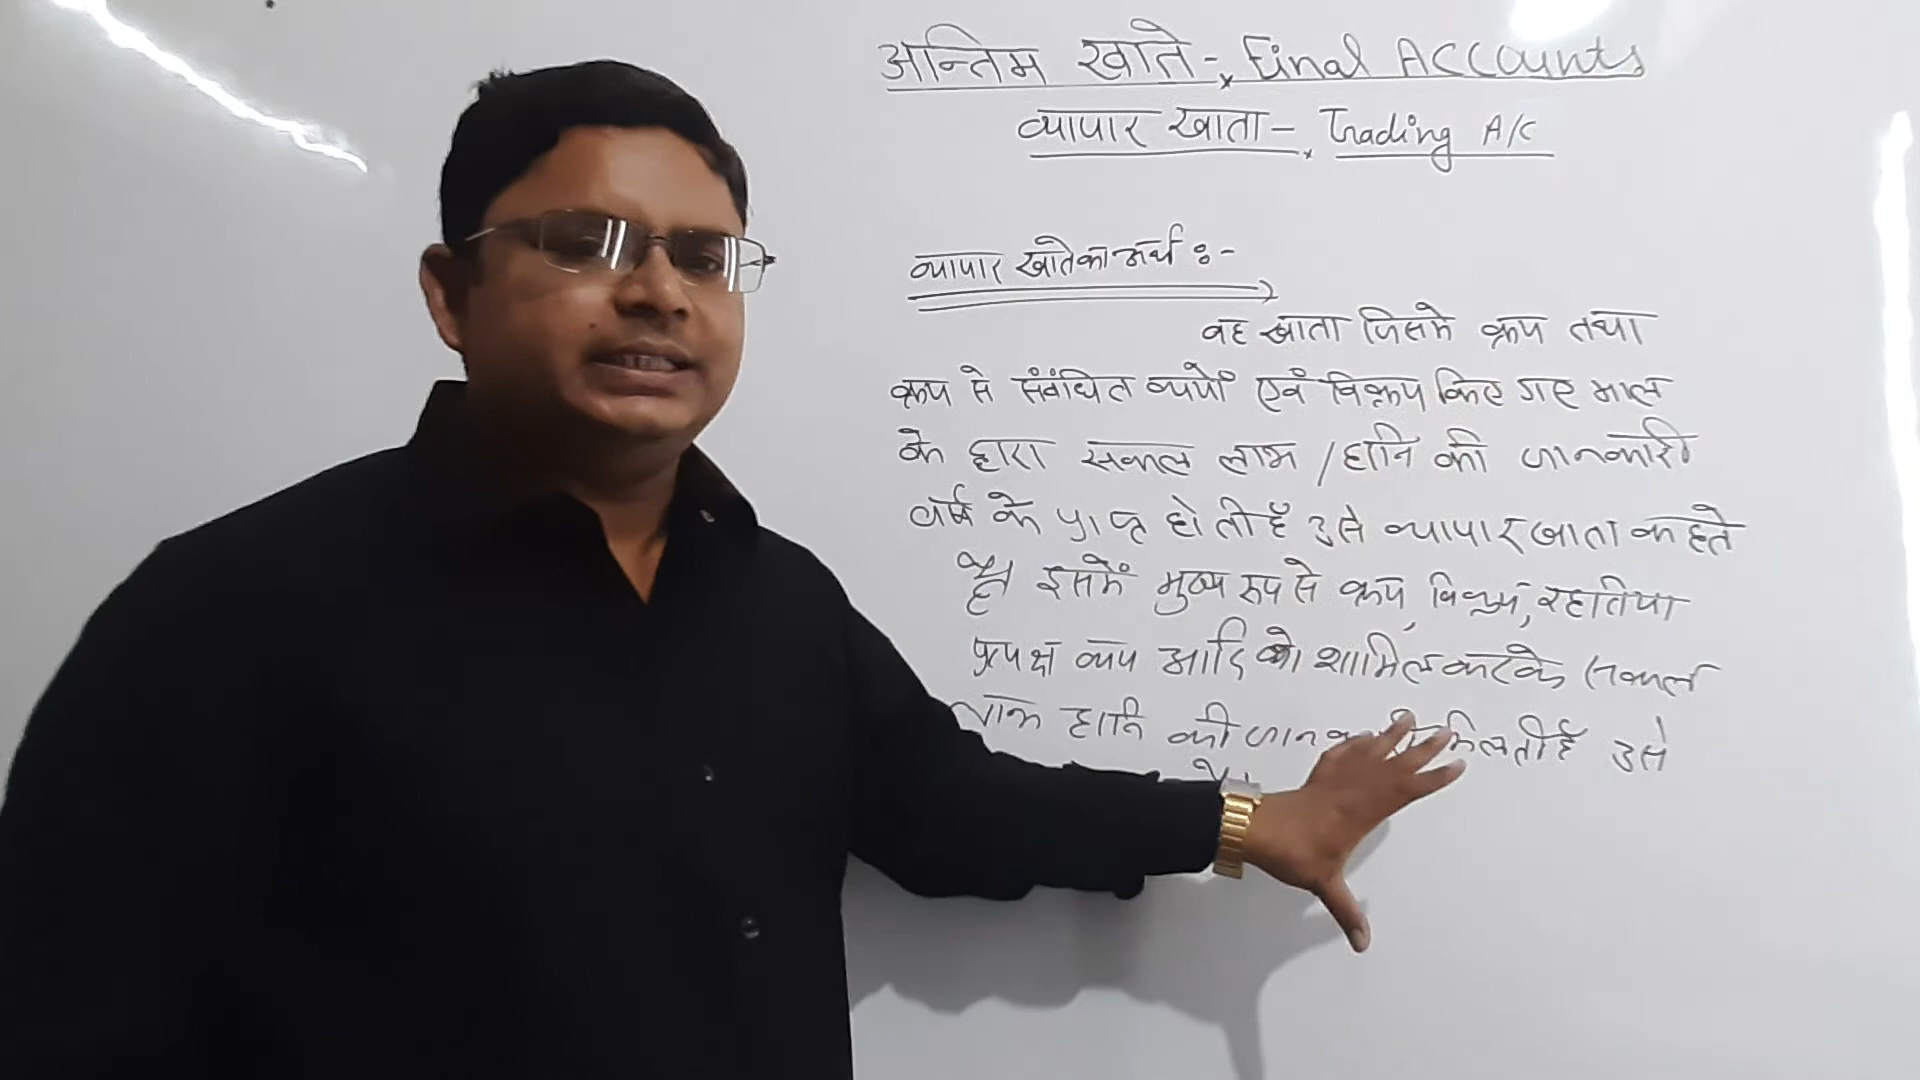 अन्तिम खाते - Final Accounts
व्यापार खाता - Trading A/C
व्यापार खाते का अर्थ :-
वह खाता जिसमे क्रय तथा
क्रय से संबंधित व्ययों एवं विक्रय किए गए माल
के द्वारा सकल लाभ / हानि की जानकारी
वर्ष के प्राप्त होती है उसे व्यापार खाता कहते
है। इसमें मुख्य रुप से क्रय, विक्रय, रहतिया
प्रत्यक्ष व्यय आदि को शामिल करके सकल
लाभ हानि की मिलती है उसे